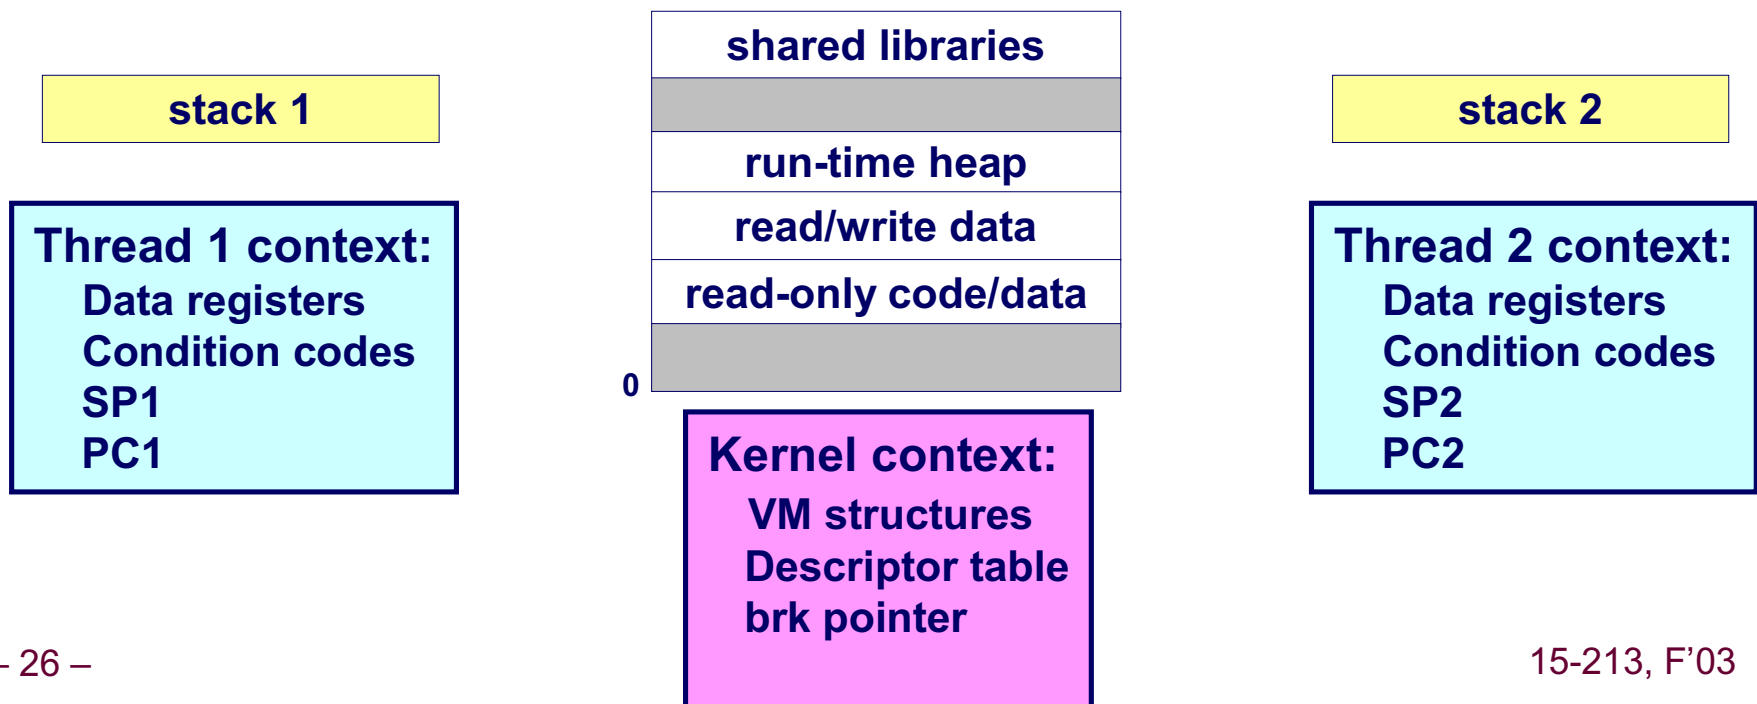 stack 1
Thread 1 context:
Data registers
Condition codes
SP1
PC1
shared libraries
run-time heap
read/write data
read-only code/data
0
Kernel context:
VM structures
Descriptor table
brk pointer
stack 2
Thread 2 context:
Data registers
Condition codes
SP2
PC2
– 26 –
15-213, F’03